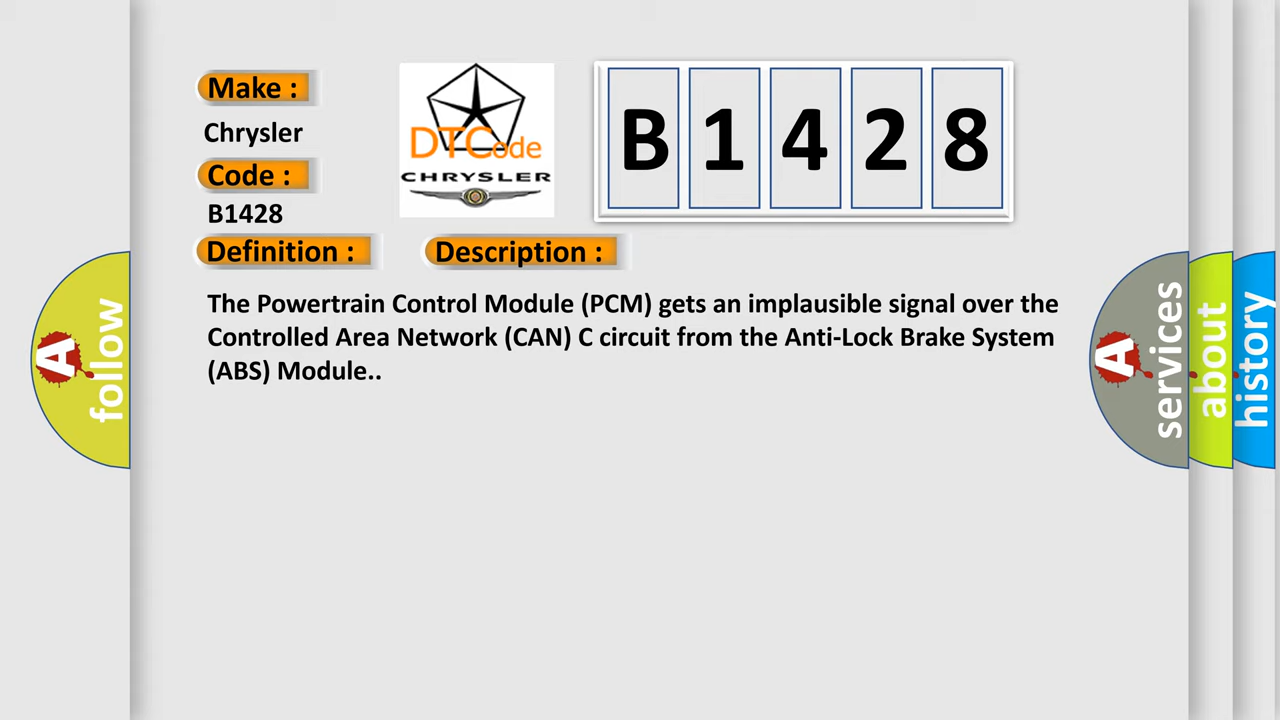 Make :
Chrysler
Code :
B1428
Definition :
Description :
The Powertrain Control Module (PCM) gets an implausible signal over the
Controlled Area Network (CAN) C circuit from the Anti-Lock Brake System
(ABS) Module..
DTCode
CHRYSLER
B 1 4 2 8
A follow
A services
about
history